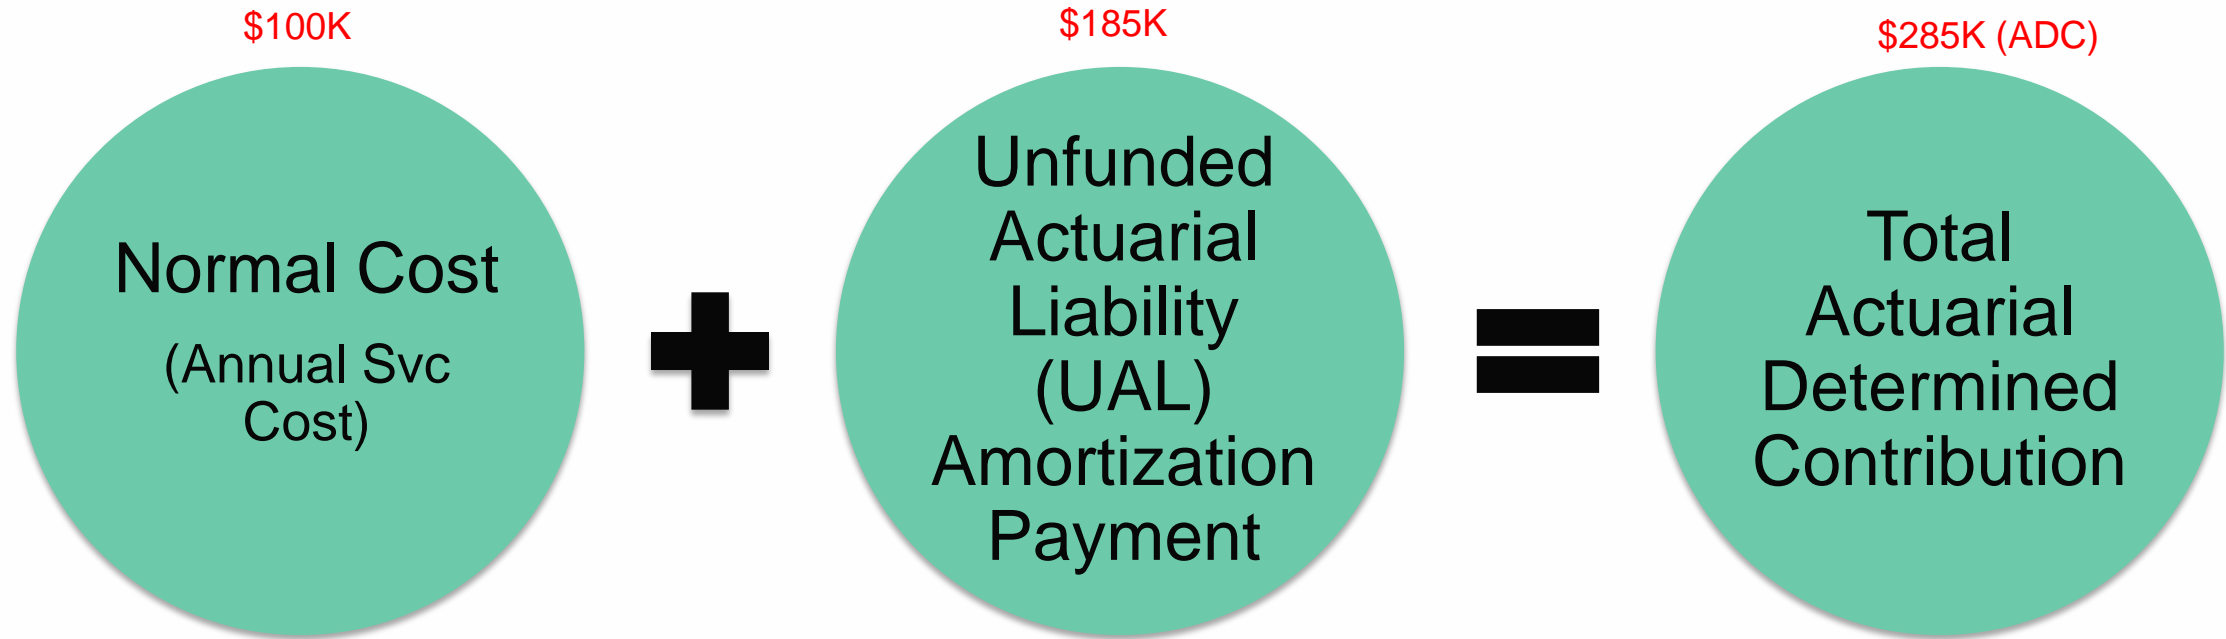 $100K
Normal Cost
(Annual Svc
Cost)
$185K
Unfunded
Actuarial
Liability
(UAL)
Amortization
Payment
$285K (ADC)
Total
Actuarial
Determined
Contribution